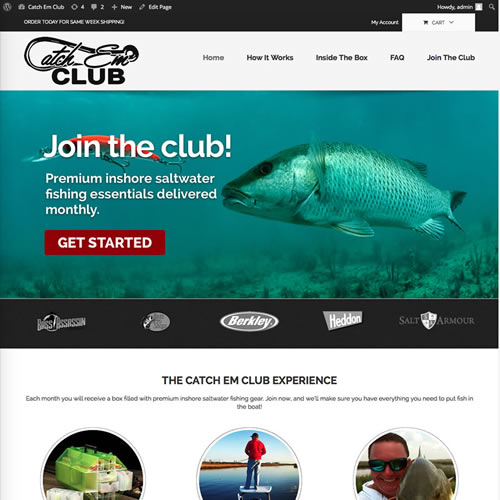 Catch Em Club 4 2 New Edit Page Howdy, admin
ORDER TODAY FOR SAME WEEK SHIPPING! My Account CART
Catch Em
CLUB
Home How It Works Inside The Box FAQ Join The Club
Join the club!
Premium inshore saltwater
fishing essentials delivered
monthly.
GET STARTED
BASS ASSASSIN Berkley Heddon SALT ARMOUR
THE CATCH EM CLUB EXPERIENCE
Each month you will receive a box filled with premium inshore saltwater fishing gear. Join now, and we'll make sure you have everything you need to put fish in
the boat!